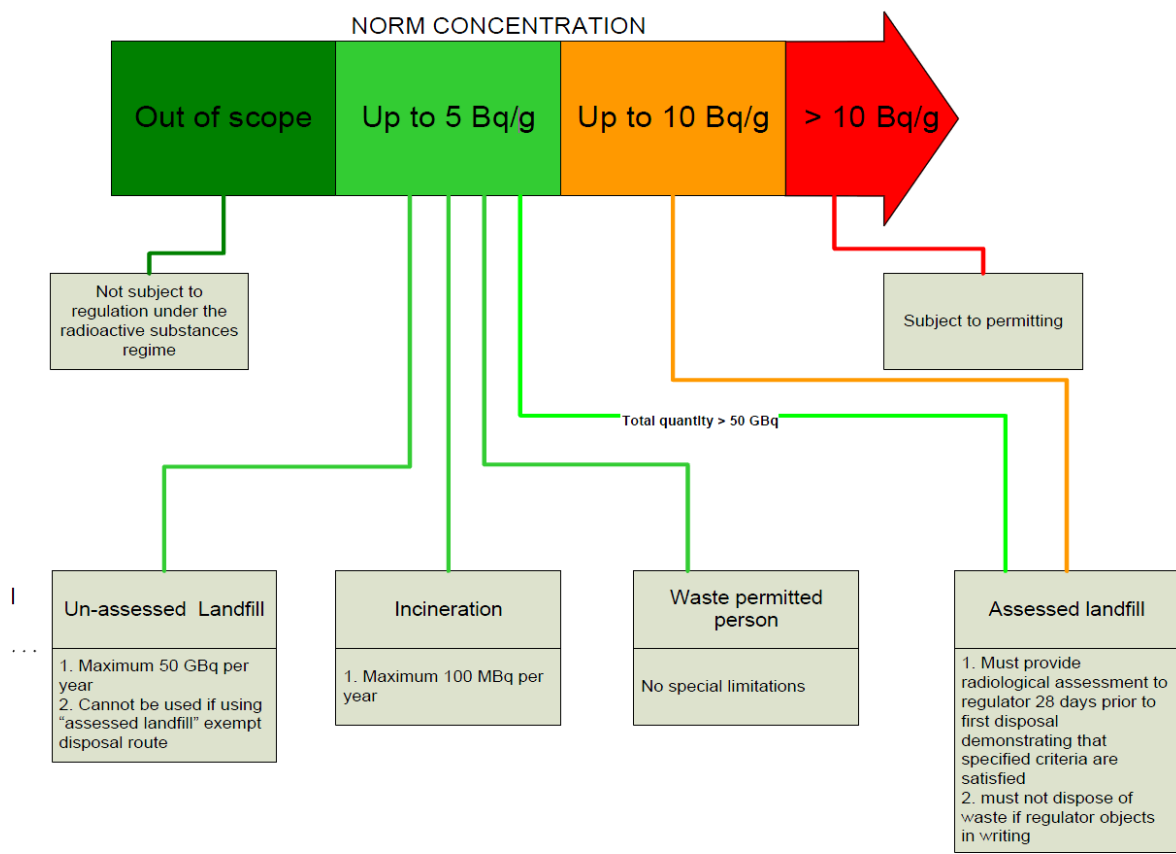 NORM CONCENTRATION
Out of scope
Up to 5 Bq/g
Up to 10 Bq/g
> 10 Bq/g
Not subject to
regulation under the
radioactive substances
regime
Subject to permitting
Total quantity > 50 GBq
l
...
Un-assessed Landfill
1. Maximum 50 GBq per
year
2. Cannot be used if using
“assessed landfill” exempt
disposal route
Incineration
1. Maximum 100 MBq per
year
Waste permitted
person
No special limitations
Assessed landfill
1. Must provide
radiological assessment to
regulator 28 days prior to
first disposal
demonstrating that
specified criteria are
satisfied
2. must not dispose of
waste if regulator objects
in writing